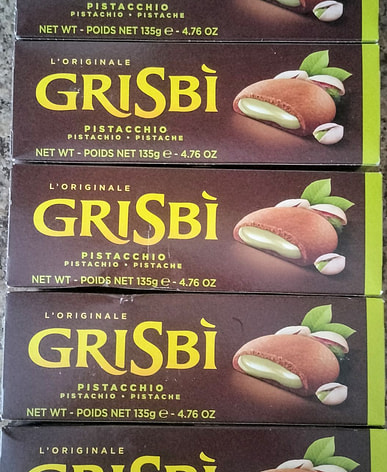 PISTACCHIO
PISTACHIO • PISTACHE
NET WT - POIDS NET 135g ℮ - 4.76 OZ
L'ORIGINALE
GRISBÌ
PISTACCHIO
PISTACHIO • PISTACHE
NET WT - POIDS NET 135g ℮ - 4.76 OZ
L'ORIGINALE
GRISBÌ
PISTACCHIO
PISTACHIO • PISTACHE
NET WT - POIDS NET 135g ℮ - 4.76 OZ
L'ORIGINALE
GRISBÌ
PISTACCHIO
PISTACHIO • PISTACHE
NET WT - POIDS NET 135g ℮ - 4.76 OZ
L'ORIGINALE
GRISBÌ